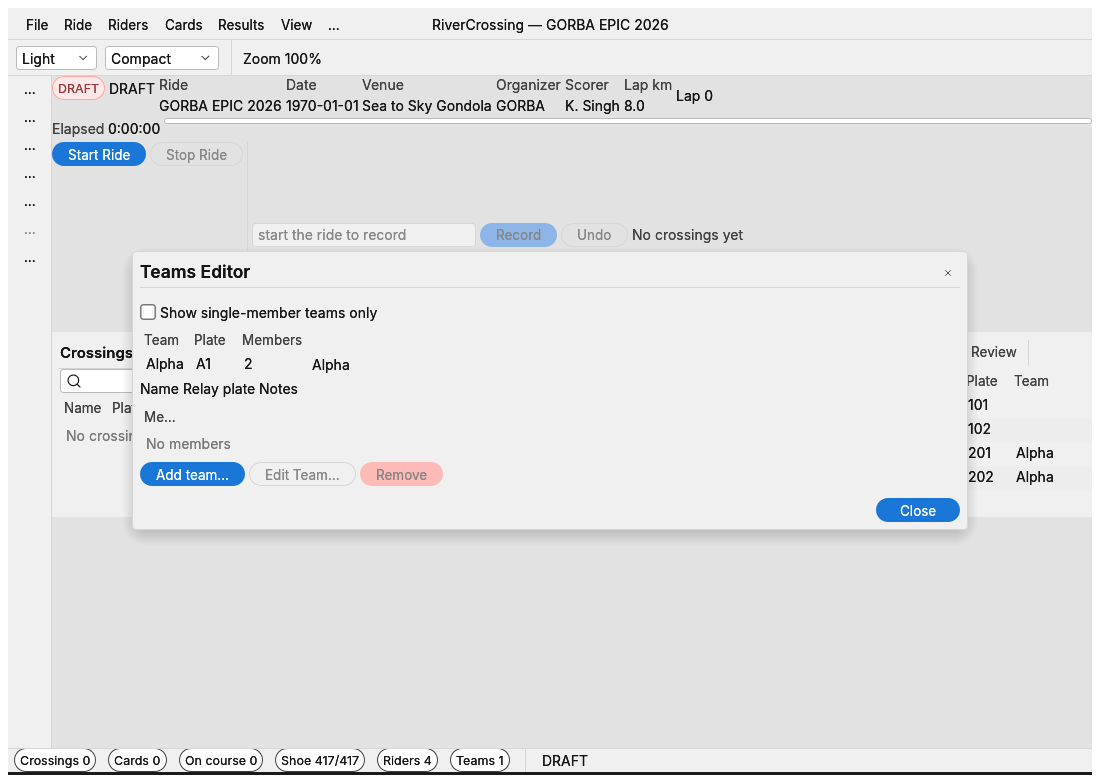 File Ride Riders Cards Results View ... RiverCrossing — GORBA EPIC 2026
Light Compact Zoom 100%
DRAFT DRAFT Ride Date Venue Organizer Scorer Lap km Lap 0
GORBA EPIC 2026 1970-01-01 Sea to Sky Gondola GORBA K. Singh 8.0
Elapsed 0:00:00
Start Ride Stop Ride
start the ride to record Record Undo No crossings yet
...
...
...
...
...
...
...
Teams Editor ×
Show single-member teams only
Team Plate Members
Alpha A1 2 Alpha
Name Relay plate Notes
Me...
No members
Add team... Edit Team... Remove
Close
Crossings
Name
Review
Plate Team
101
102
201 Alpha
202 Alpha
Crossings 0 Cards 0 On course 0 Shoe 417/417 Riders 4 Teams 1 DRAFT